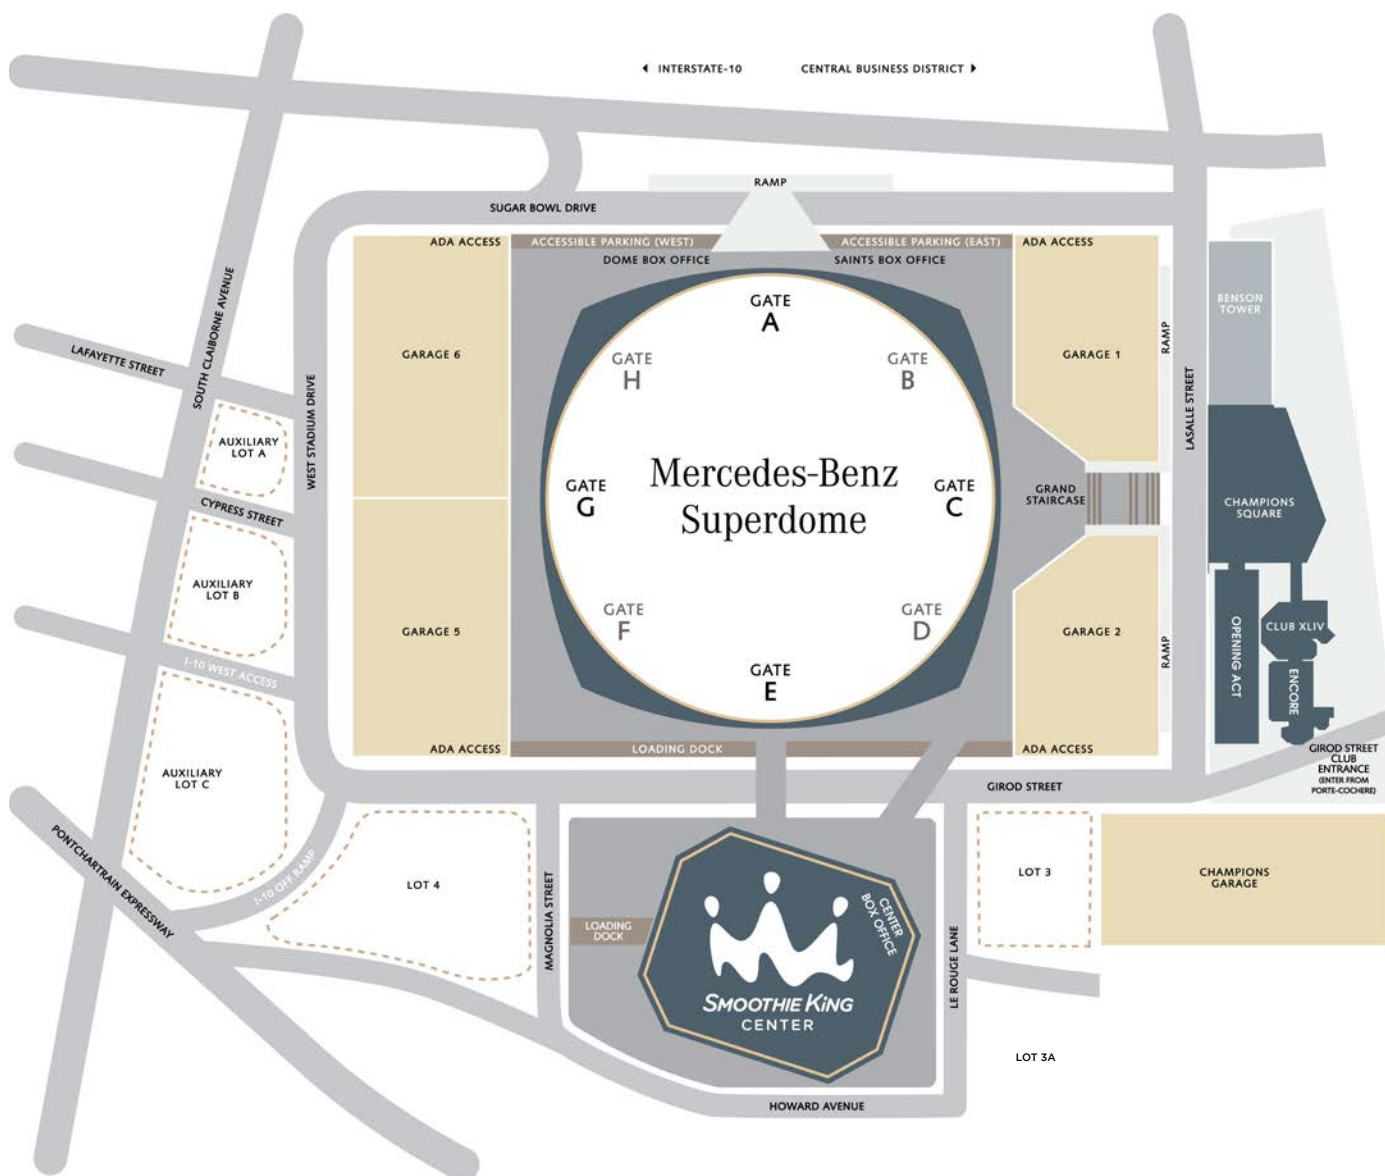 INTERSTATE-10
CENTRAL BUSINESS DISTRICT
RAMP
SUGAR BOWL DRIVE
ADA ACCESS
ACCESSIBLE PARKING (WEST)
ACCESSIBLE PARKING (EAST)
ADA ACCESS
DOME BOX OFFICE
SAINTS BOX OFFICE
SOUTH CLAIBORNE AVENUE
LAFAYETTE STREET
WEST STADIUM DRIVE
GARAGE 6
GATE
A
GATE
H
GATE
B
GARAGE 1
RAMP
LASALLE STREET
BENSON
TOWER
AUXILIARY
LOT A
CYPRESS STREET
GATE
G
Mercedes-Benz
Superdome
GATE
C
GRAND
STAIRCASE
CHAMPIONS
SQUARE
AUXILIARY
LOT B
GARAGE 5
GATE
F
GATE
D
GATE
E
GARAGE 2
RAMP
OPENING ACT
CLUB XLIV
ENCORE
I-10 WEST ACCESS
ADA ACCESS
LOADING DOCK
ADA ACCESS
GIROD STREET
CLUB
ENTRANCE
(ENTER FROM
PORTE-COCHERE)
AUXILIARY
LOT C
GIROD STREET
PONTCHARTRAIN EXPRESSWAY
I-10 OFF RAMP
LOT 4
MAGNOLIA STREET
LOADING
DOCK
CENTER
BOX OFFICE
SMOOTHIE KING
CENTER
LE ROUGE LANE
LOT 3
CHAMPIONS
GARAGE
LOT 3A
HOWARD AVENUE